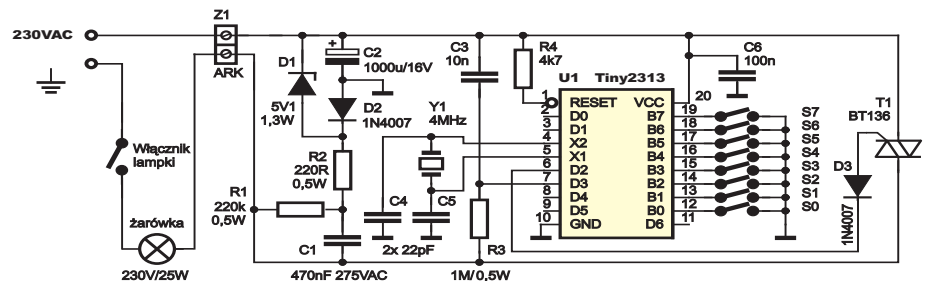 Z1
230VAC
ARK
D1
5V1
1,3W
+
C2
1000u/16V
D2
1N4007
C3
10n
R4
4k7
U1 Tiny2313
C6
100n
T1
BT136
Y1
4MHz
R2
220R
0,5W
R1
220k
0,5W
C1
470nF 275VAC
C4
C5
2x 22pF
R3
1M/0,5W
Włącznik
lampki
żarówka
230V/25W
1 RESET VCC 20
2 D0 B7 19 S7
3 D1 B6 18 S6
4 X2 B5 17 S5
5 X1 B4 16 S4
6 D2 B3 15 S3
7 D3 B2 14 S2
8 D4 B1 13 S1
9 D5 B0 12 S0
10 GND D6 11
D3
1N4007